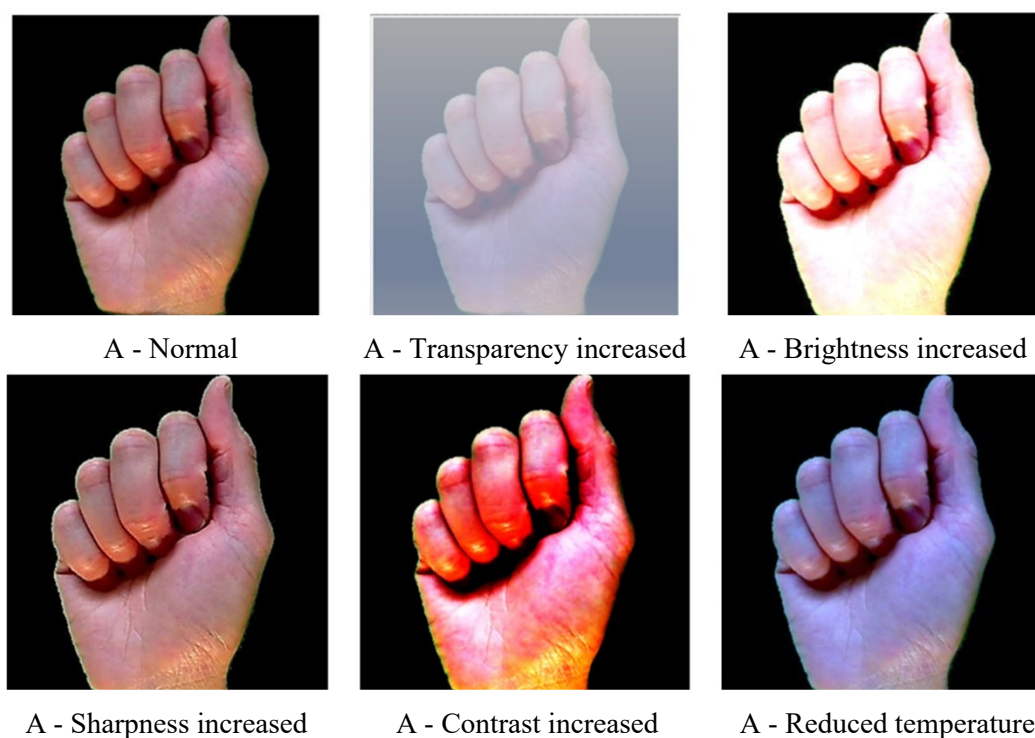 A - Normal
A - Transparency increased
A - Brightness increased
A - Sharpness increased
A - Contrast increased
A - Reduced temperature